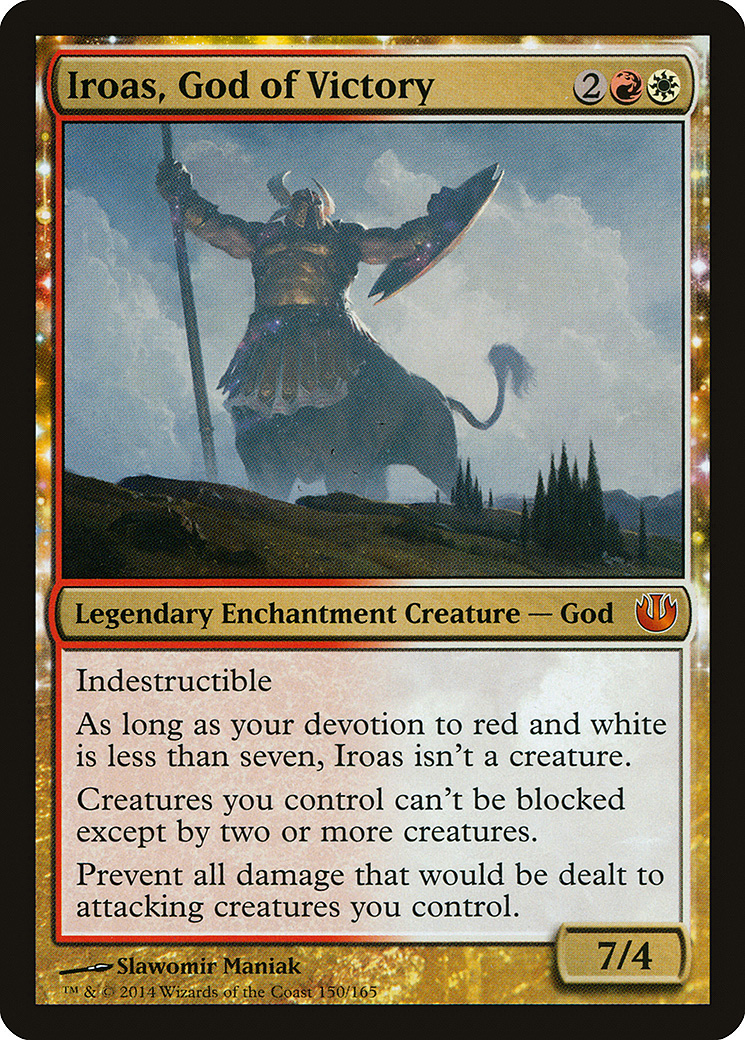 Iroas, God of Victory 2
Legendary Enchantment Creature — God
Indestructible
As long as your devotion to red and white
is less than seven, Iroas isn't a creature.
Creatures you control can't be blocked
except by two or more creatures.
Prevent all damage that would be dealt to
attacking creatures you control.
7/4
Slawomir Maniak
™ & © 2014 Wizards of the Coast 150/165